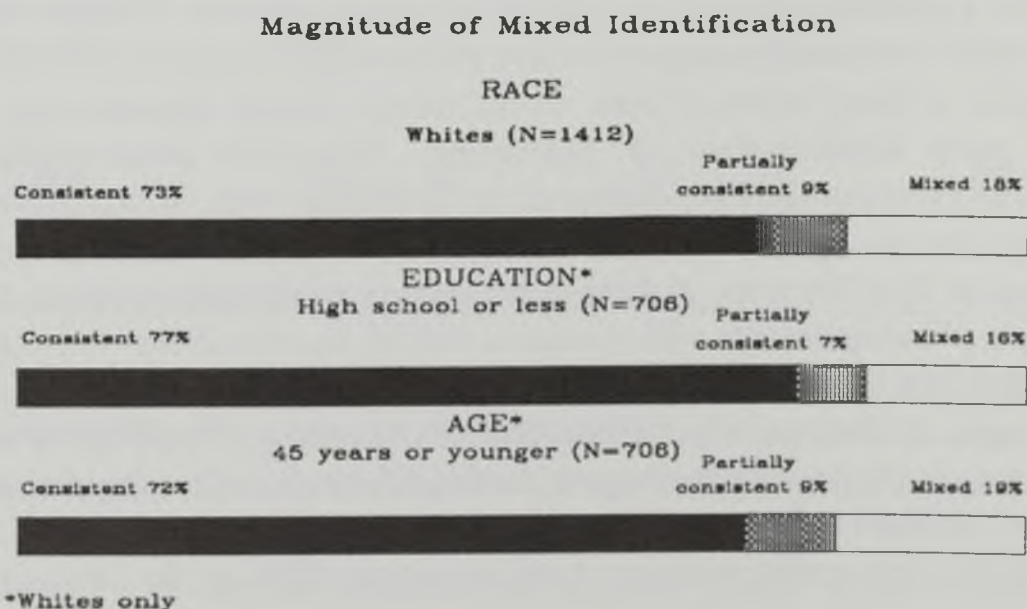 Magnitude of Mixed Identification
RACE
Whites (N=1412)
Consistent 73%
Partially
consistent 9%
Mixed 18%
EDUCATION*
High school or less (N=706)
Consistent 77%
Partially
consistent 7%
Mixed 16%
AGE*
45 years or younger (N=706)
Consistent 72%
Partially
consistent 9%
Mixed 19%
*Whites only